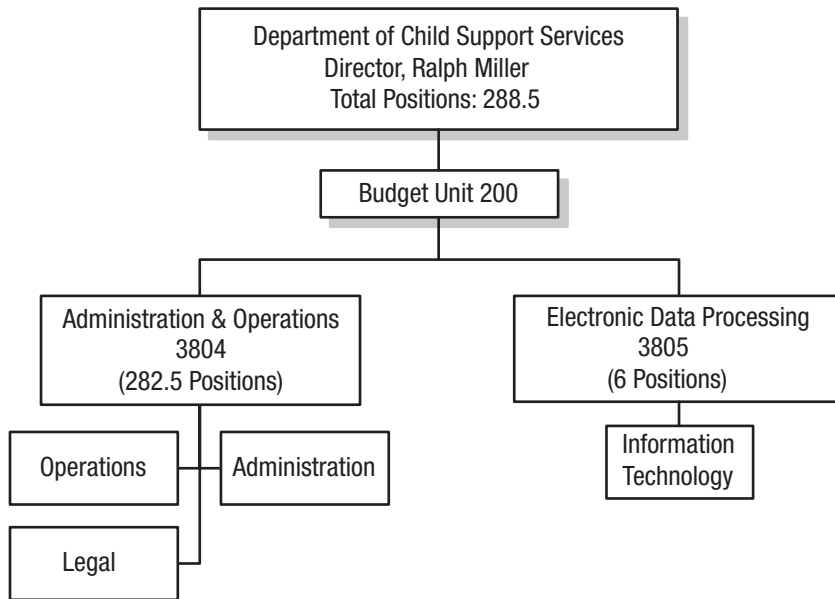 Department of Child Support Services
Director, Ralph Miller
Total Positions: 288.5
Budget Unit 200
Administration & Operations
3804
(282.5 Positions)
Electronic Data Processing
3805
(6 Positions)
Operations
Administration
Information
Technology
Legal